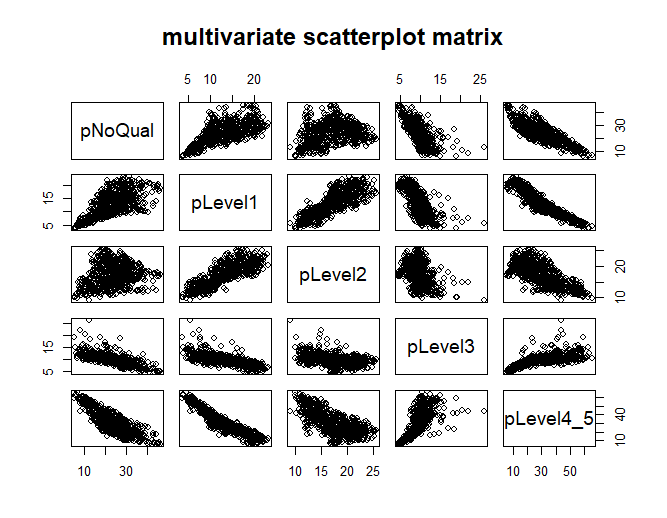 multivariate scatterplot matrix
5 10 20
5 15 25
pNoQual
10 30
pLevel1
5 15
pLevel2
10 20
pLevel3
5 15
pLevel4_5
10 40
10 30
10 15 20 25
10 30 50